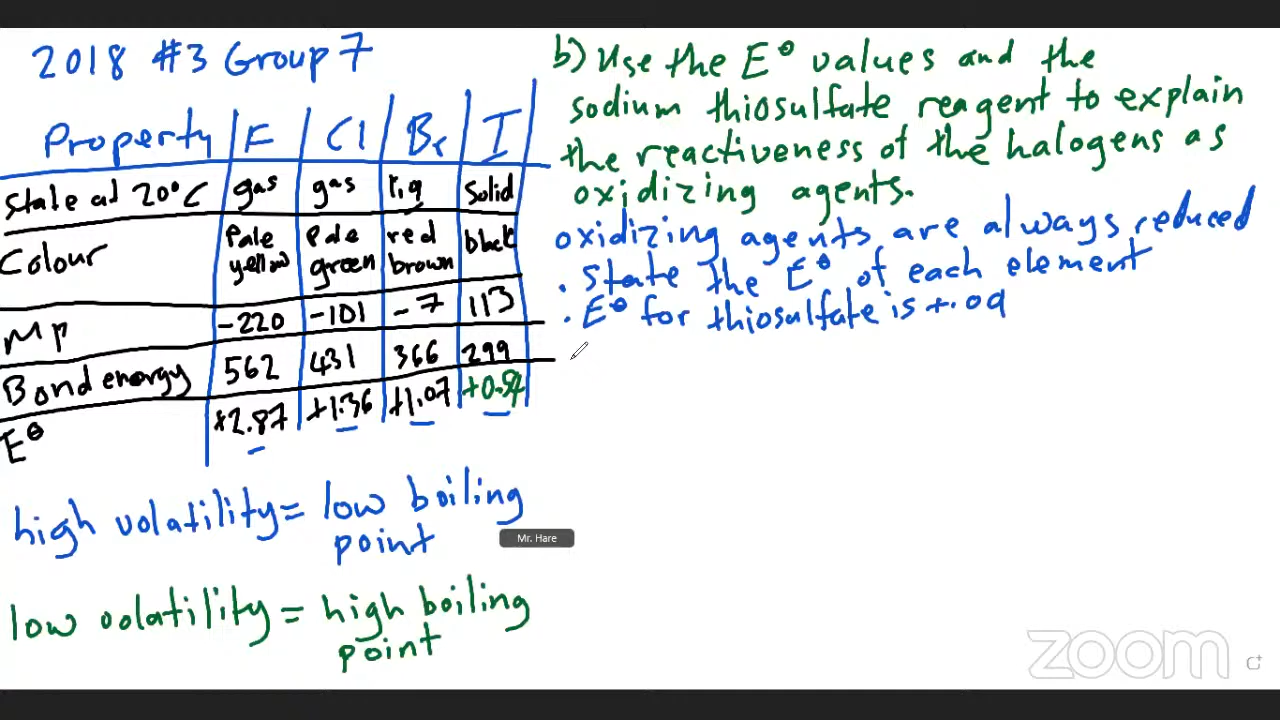 2018 #3 Group 7
Property F Cl Br I
State at 20°C gas gas liq Solid
Colour Pale yellow pale green red brown black
Mp -220 -101 -7 113
Bond energy 562 431 366 299
E⊖ +2.87 +1.36 +1.07 +0.54
high volatility = low boiling
point
low volatility = high boiling
point
b) Use the E⊖ values and the
sodium thiosulfate reagent to explain
the reactiveness of the halogens as
oxidizing agents.
oxidizing agents are always reduced
. State the E⊖ of each element
. E⊖ for thiosulfate is +.09
Mr. Hare
zoom